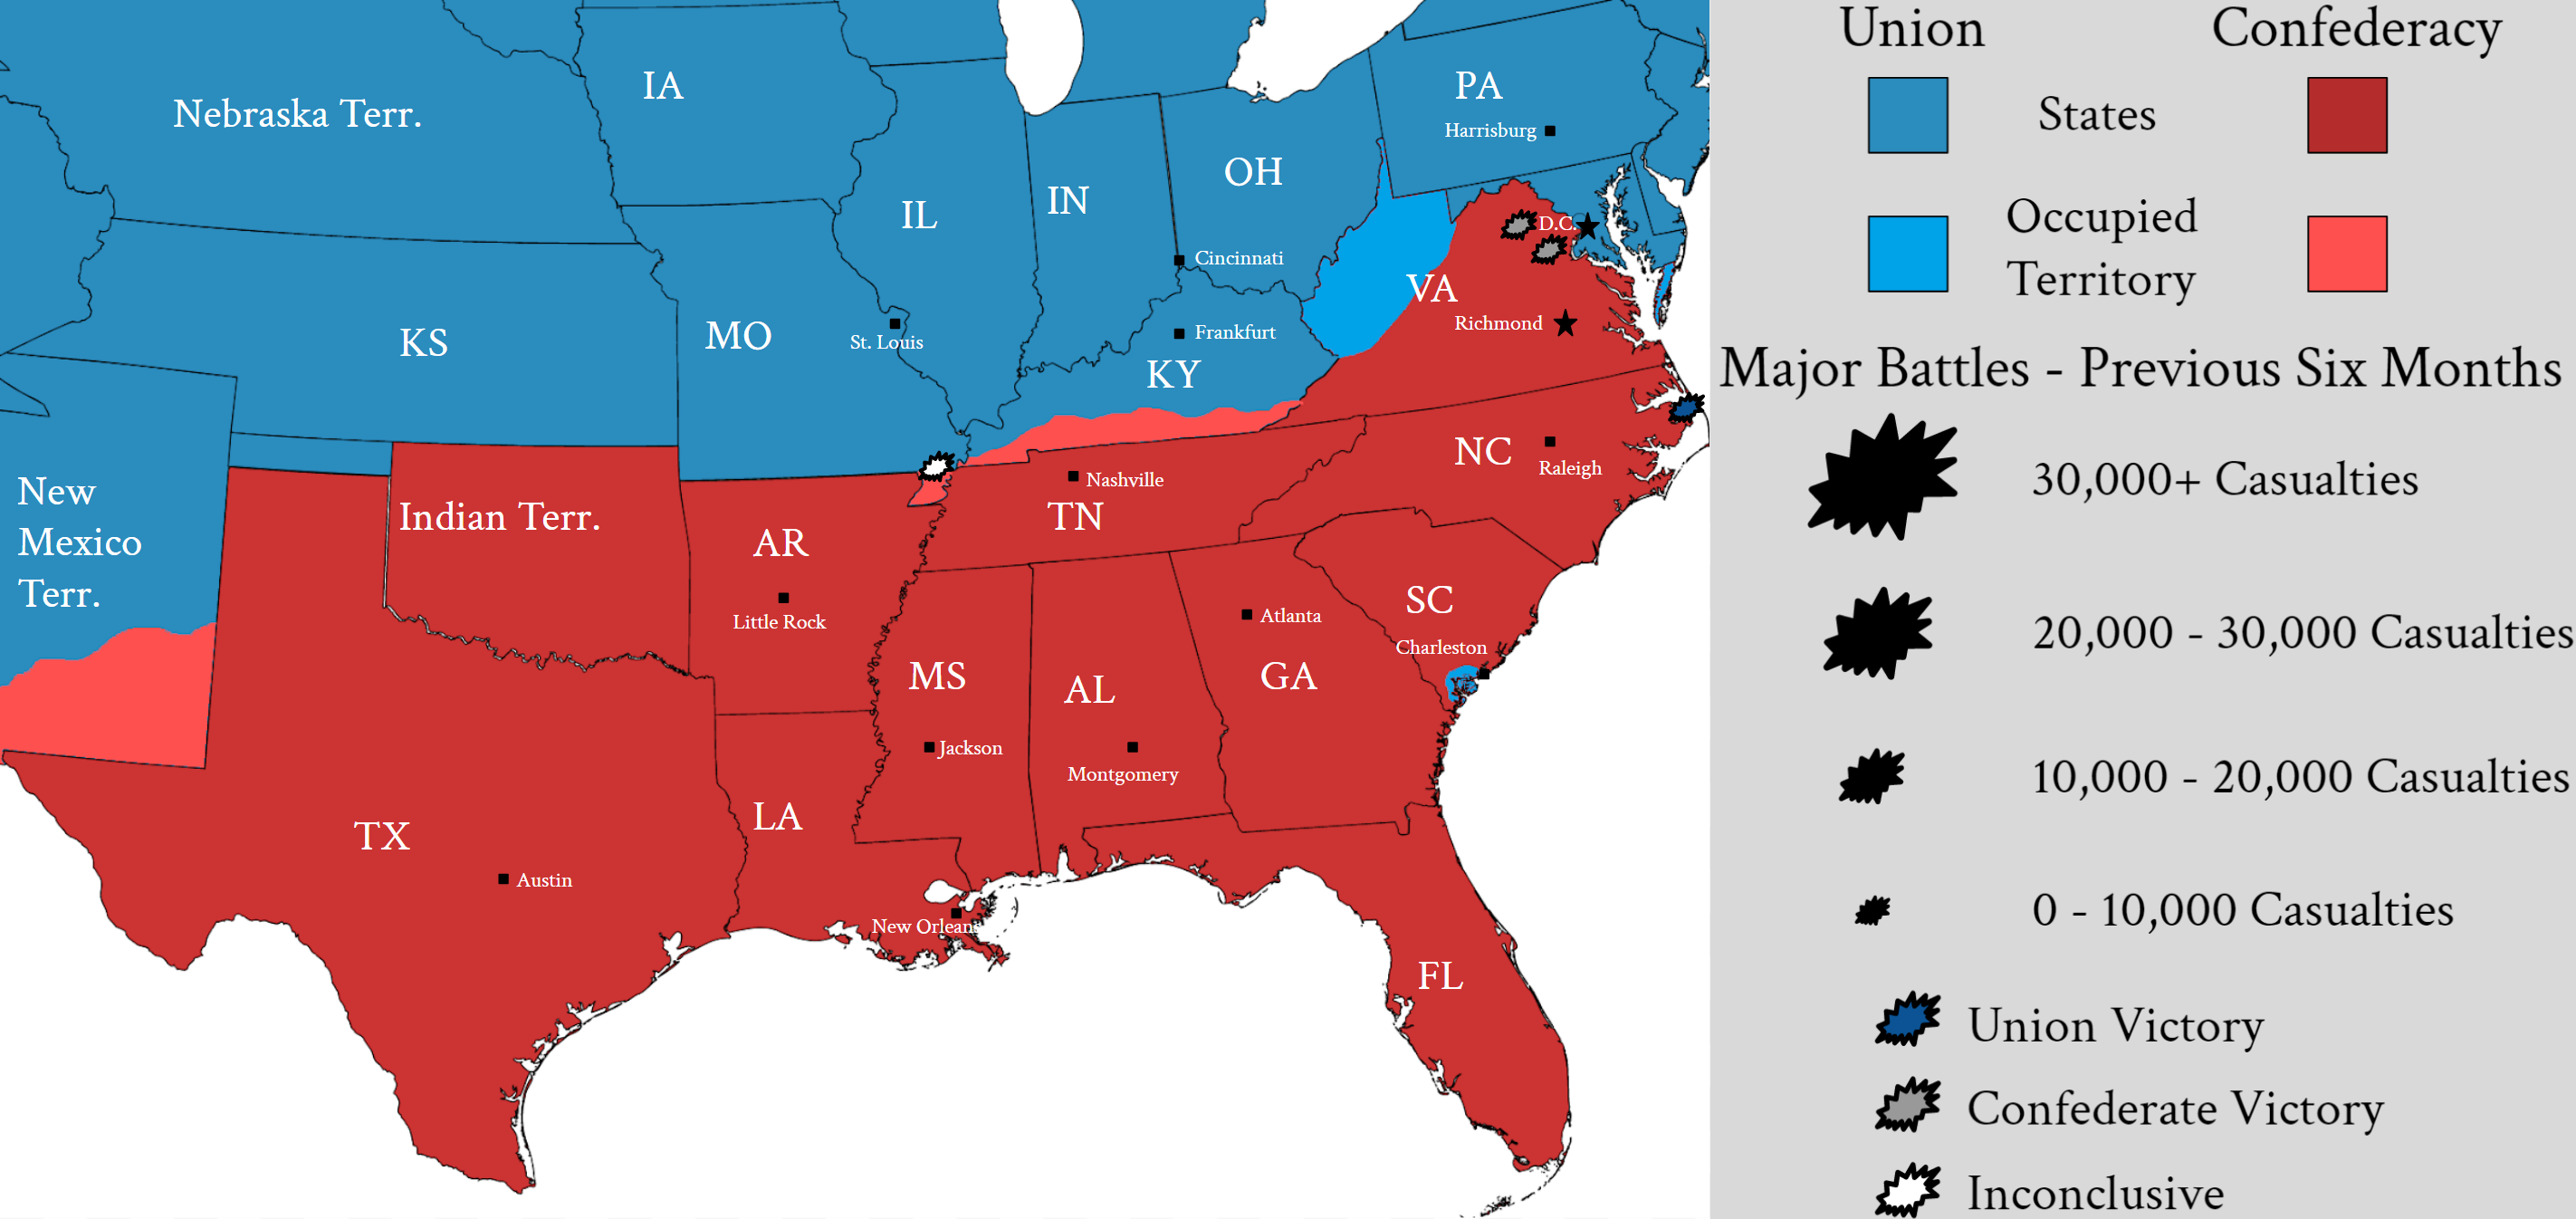 Nebraska Terr.
IA
PA
Harrisburg
OH
IN
IL
D.C.
Cincinnati
VA
Richmond
KS
MO
St. Louis
Frankfurt
KY
NC
Raleigh
Nashville
New
Mexico
Terr.
Indian Terr.
TN
AR
Little Rock
SC
Atlanta
Charleston
MS
AL
GA
Jackson
Montgomery
TX
LA
Austin
New Orleans
FL
Union
Confederacy
States
Occupied
Territory
Major Battles - Previous Six Months
30,000+ Casualties
20,000 - 30,000 Casualties
10,000 - 20,000 Casualties
0 - 10,000 Casualties
Union Victory
Confederate Victory
Inconclusive